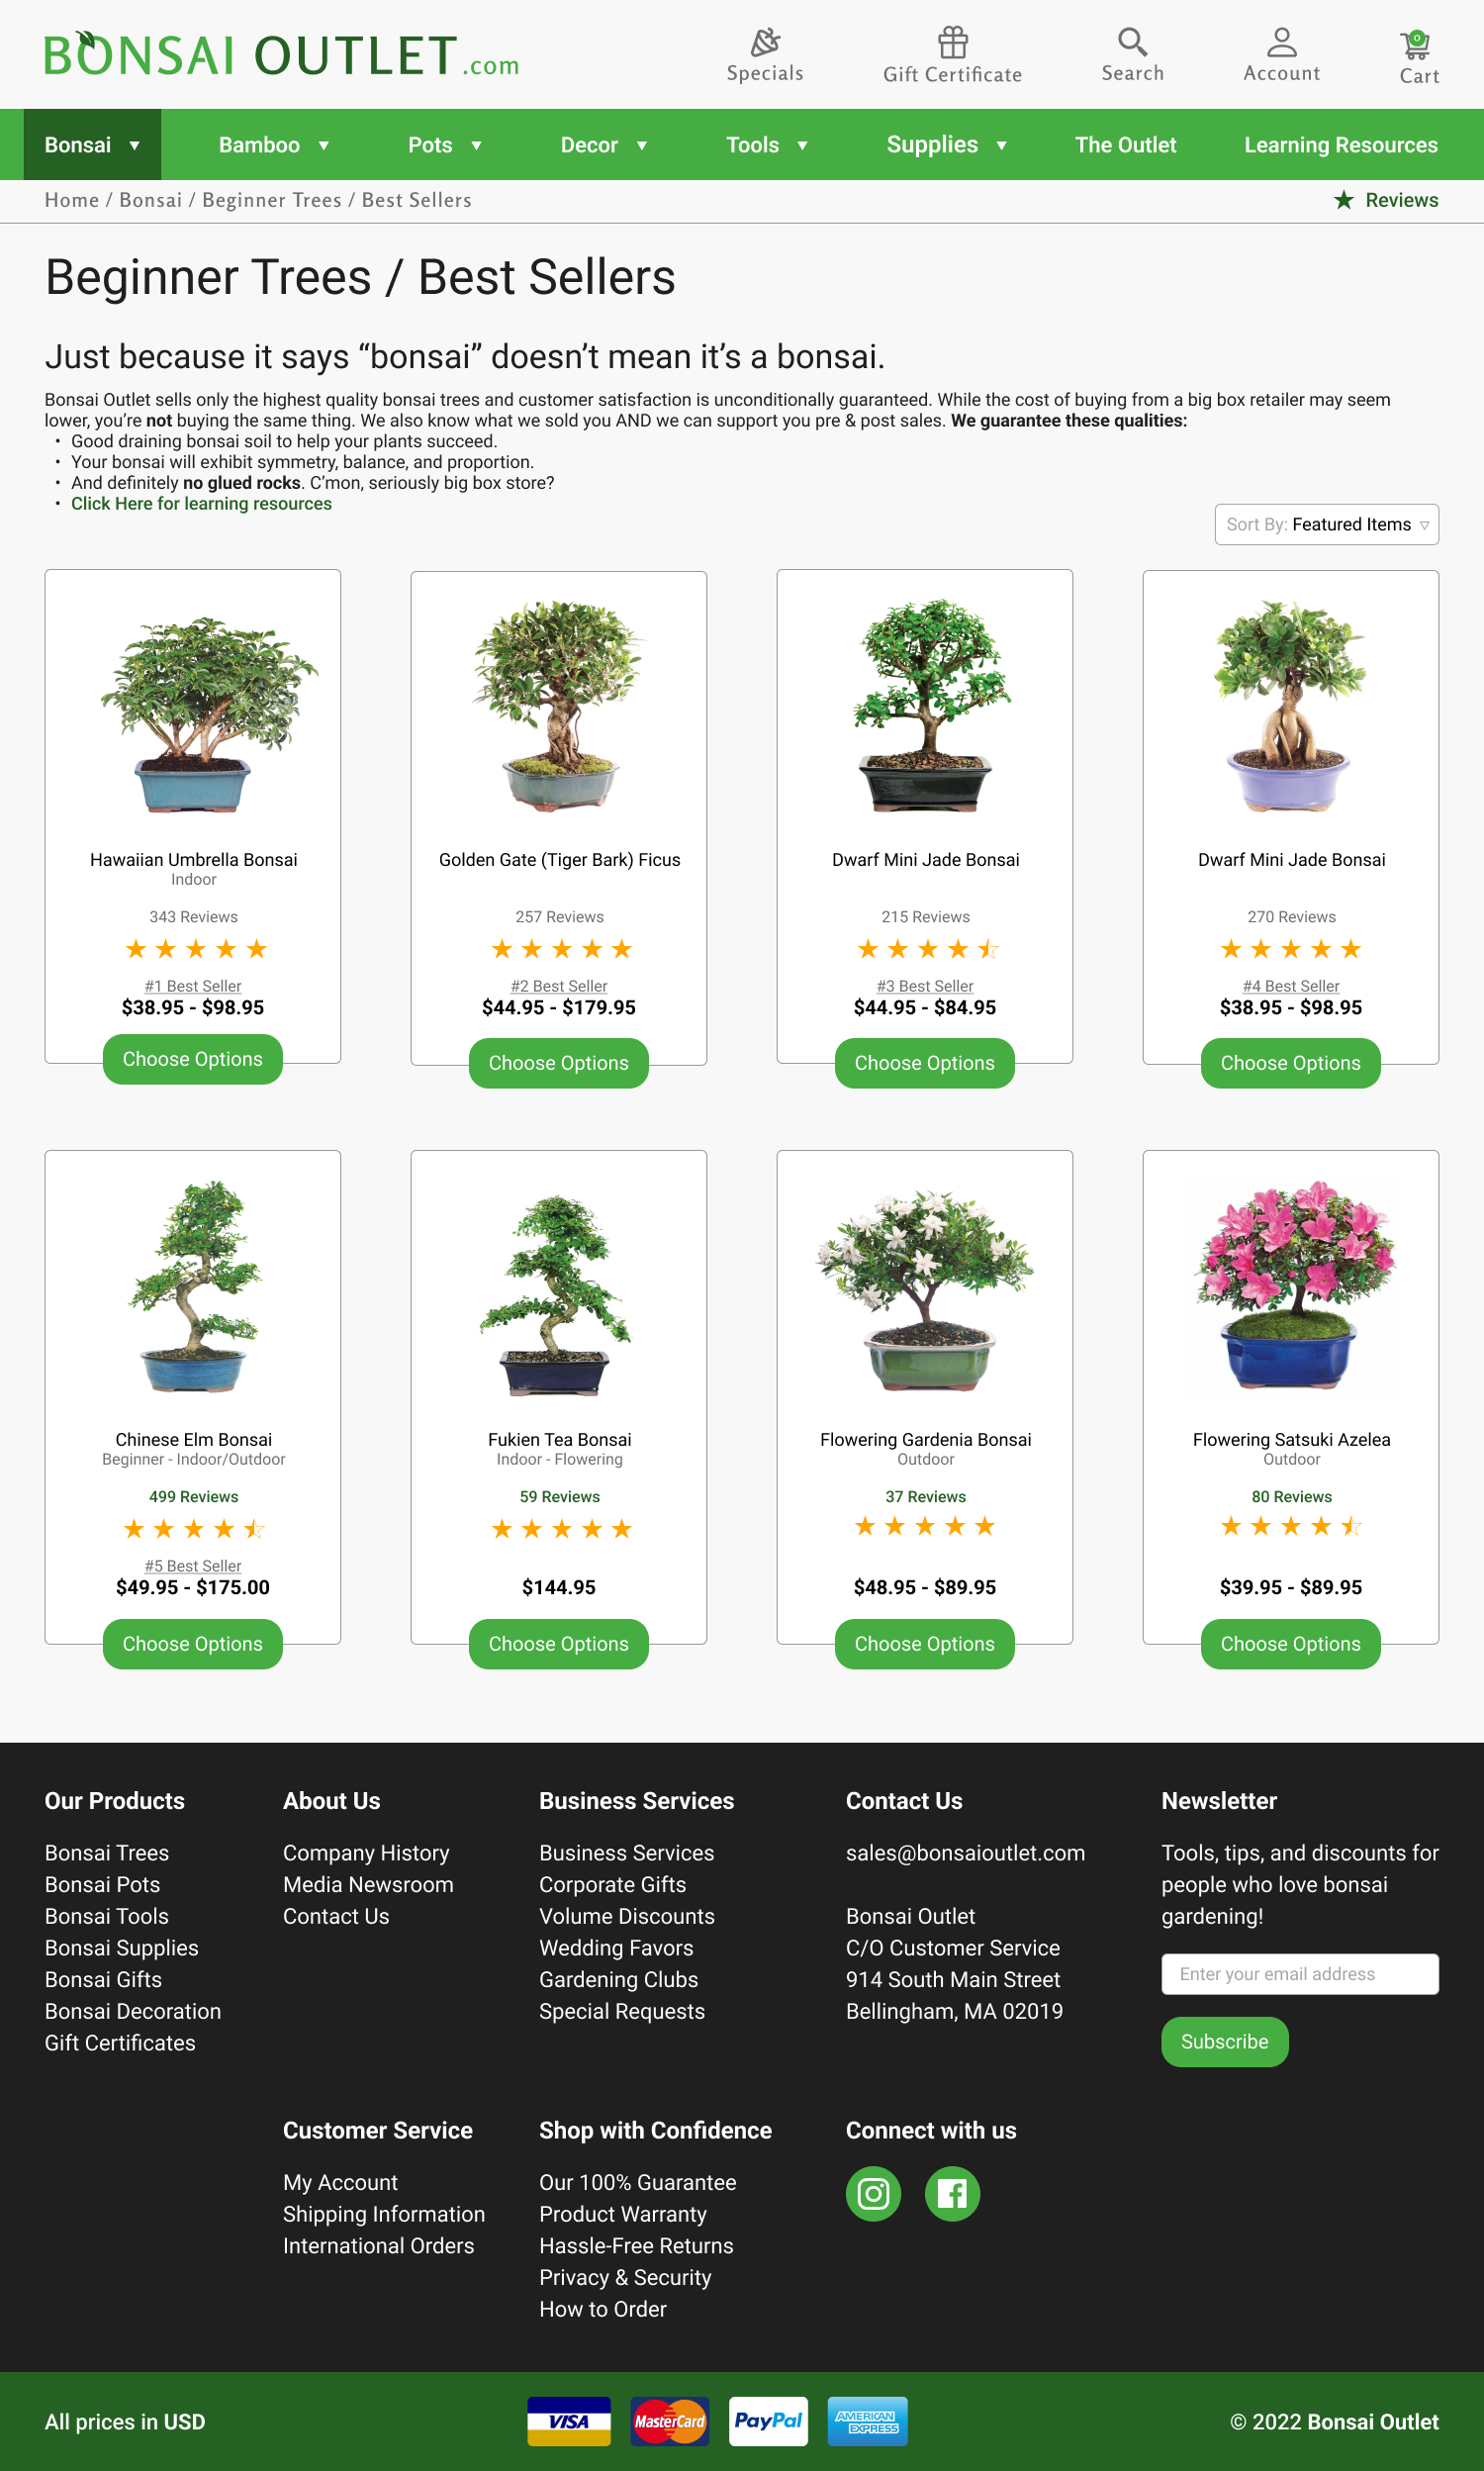 BONSAI OUTLET.com
Specials
Gift Certificate
Search
Account
0
Cart
Bonsai
Bamboo
Pots
Decor
Tools
Supplies
The Outlet
Learning Resources
Home / Bonsai / Beginner Trees / Best Sellers
Reviews
Beginner Trees / Best Sellers
Just because it says “bonsai” doesn’t mean it’s a bonsai.
Bonsai Outlet sells only the highest quality bonsai trees and customer satisfaction is unconditionally guaranteed. While the cost of buying from a big box retailer may seem
lower, you’re not buying the same thing. We also know what we sold you AND we can support you pre & post sales. We guarantee these qualities:
• Good draining bonsai soil to help your plants succeed.
• Your bonsai will exhibit symmetry, balance, and proportion.
• And definitely no glued rocks. C’mon, seriously big box store?
• Click Here for learning resources
Sort By: Featured Items
Hawaiian Umbrella Bonsai
Indoor
343 Reviews
#1 Best Seller
$38.95 - $98.95
Choose Options
Golden Gate (Tiger Bark) Ficus
257 Reviews
#2 Best Seller
$44.95 - $179.95
Choose Options
Dwarf Mini Jade Bonsai
215 Reviews
#3 Best Seller
$44.95 - $84.95
Choose Options
Dwarf Mini Jade Bonsai
270 Reviews
#4 Best Seller
$38.95 - $98.95
Choose Options
Chinese Elm Bonsai
Beginner - Indoor/Outdoor
499 Reviews
#5 Best Seller
$49.95 - $175.00
Choose Options
Fukien Tea Bonsai
Indoor - Flowering
59 Reviews
$144.95
Choose Options
Flowering Gardenia Bonsai
Outdoor
37 Reviews
$48.95 - $89.95
Choose Options
Flowering Satsuki Azelea
Outdoor
80 Reviews
$39.95 - $89.95
Choose Options
Our Products
Bonsai Trees
Bonsai Pots
Bonsai Tools
Bonsai Supplies
Bonsai Gifts
Bonsai Decoration
Gift Certificates
About Us
Company History
Media Newsroom
Contact Us
Business Services
Business Services
Corporate Gifts
Volume Discounts
Wedding Favors
Gardening Clubs
Special Requests
Contact Us
sales@bonsaioutlet.com
Bonsai Outlet
C/O Customer Service
914 South Main Street
Bellingham, MA 02019
Newsletter
Tools, tips, and discounts for
people who love bonsai
gardening!
Enter your email address
Subscribe
Customer Service
My Account
Shipping Information
International Orders
Shop with Confidence
Our 100% Guarantee
Product Warranty
Hassle-Free Returns
Privacy & Security
How to Order
Connect with us
All prices in USD
VISA
MasterCard
PayPal
AMERICAN
EXPRESS
© 2022 Bonsai Outlet